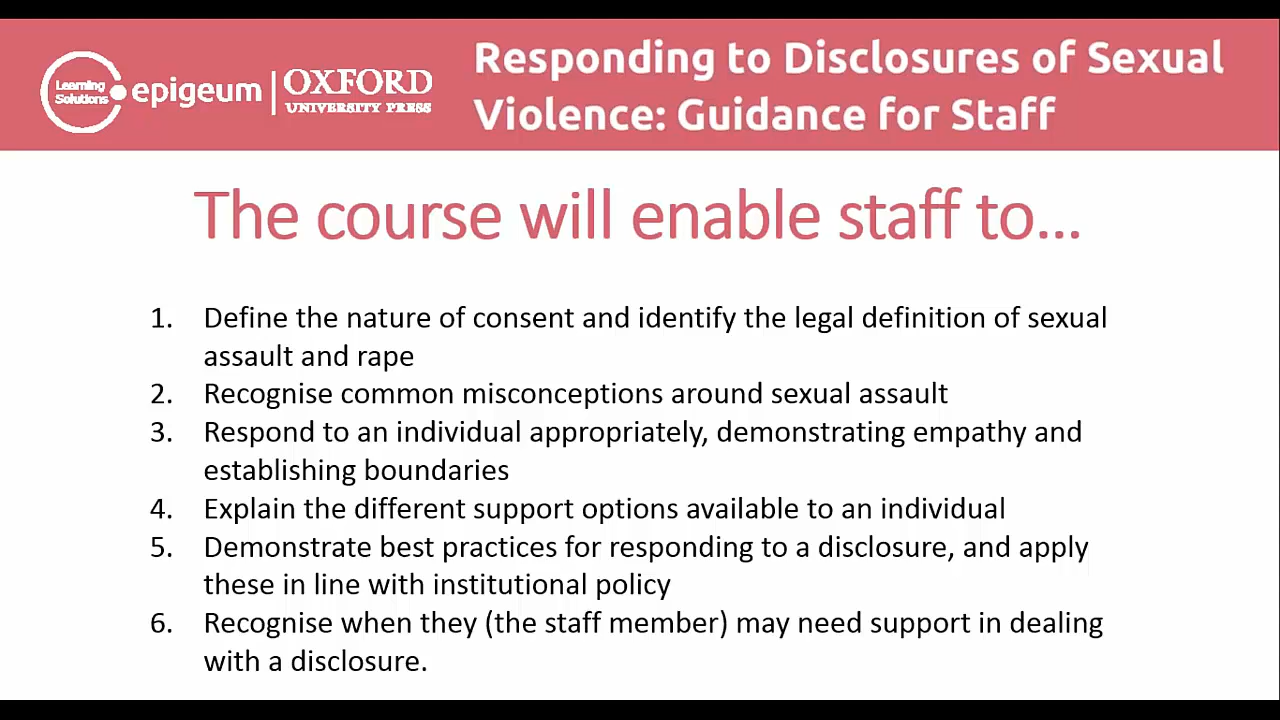 Learning
Solutions
epigeum
OXFORD
UNIVERSITY PRESS
Responding to Disclosures of Sexual
Violence: Guidance for Staff
The course will enable staff to...
1. Define the nature of consent and identify the legal definition of sexual
assault and rape
2. Recognise common misconceptions around sexual assault
3. Respond to an individual appropriately, demonstrating empathy and
establishing boundaries
4. Explain the different support options available to an individual
5. Demonstrate best practices for responding to a disclosure, and apply
these in line with institutional policy
6. Recognise when they (the staff member) may need support in dealing
with a disclosure.